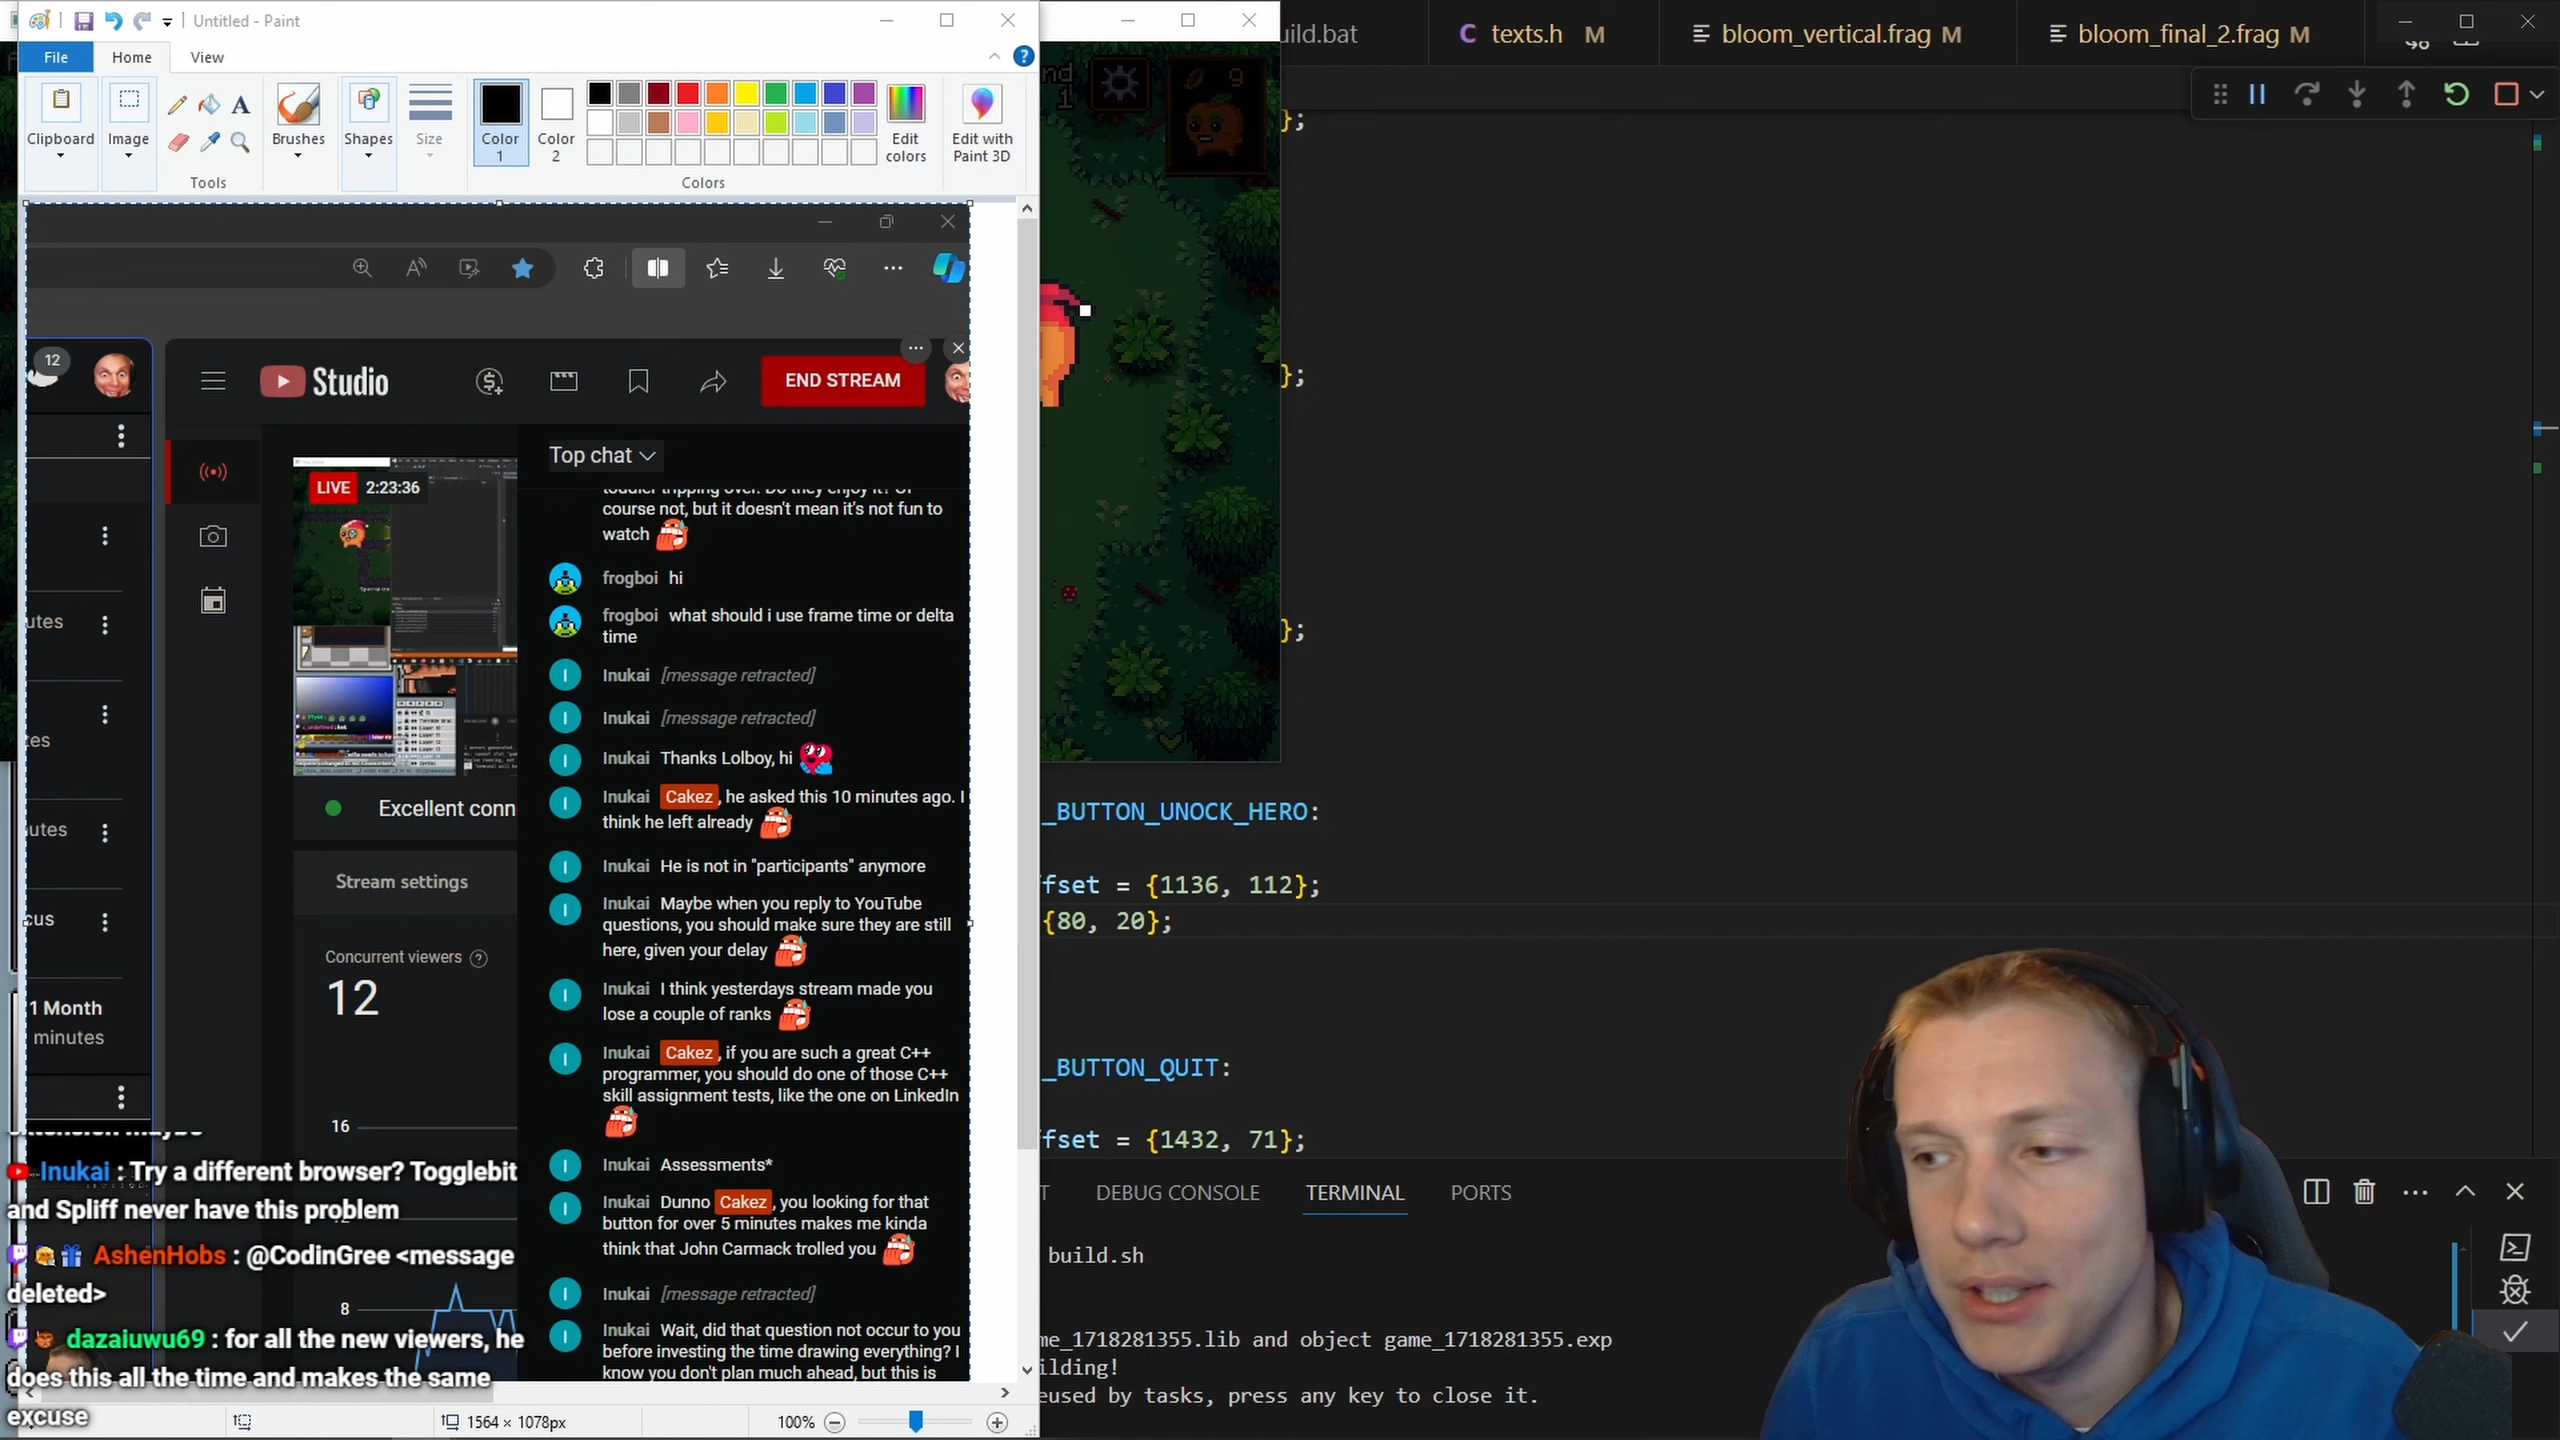 Untitled - Paint
File Home View
Clipboard
Image
Tools
Brushes
Shapes
Size
Color 1
Color 2
Edit colors
Edit with Paint 3D
Colors
build.bat
texts.h M
bloom_vertical.frag M
bloom_final_2.frag M
9
1
};
};
};
12
Studio
END STREAM
Top chat
LIVE 2:23:36
course not, but it doesn't mean it's not fun to
watch
frogboi hi
frogboi what should i use frame time or delta
time
Inukai [message retracted]
Inukai [message retracted]
Inukai Thanks Lolboy, hi
Inukai Cakez, he asked this 10 minutes ago. I
think he left already
Inukai He is not in "participants" anymore
Inukai Maybe when you reply to YouTube
questions, you should make sure they are still
here, given your delay
Inukai I think yesterdays stream made you
lose a couple of ranks
Inukai Cakez, if you are such a great C++
programmer, you should do one of those C++
skill assignment tests, like the one on LinkedIn
Inukai Assessments*
Inukai Dunno Cakez, you looking for that
button for over 5 minutes makes me kinda
think that John Carmack trolled you
Inukai [message retracted]
Inukai Wait, did that question not occur to you
before investing the time drawing everything? I
know you don't plan much ahead, but this is
Excellent conn
Stream settings
Concurrent viewers
12
16
8
utes
tes
utes
cus
1 Month
minutes
Inukai : Try a different browser? Togglebit
and Spliff never have this problem
AshenHobs : @CodinGree <message
deleted>
dazaiuwu69 : for all the new viewers, he
does this all the time and makes the same
excuse
1564 × 1078px
100%
_BUTTON_UNOCK_HERO:
ffset = {1136, 112};
{80, 20};
_BUTTON_QUIT:
ffset = {1432, 71};
T DEBUG CONSOLE TERMINAL PORTS
build.sh
me_1718281355.lib and object game_1718281355.exp
ilding!
eused by tasks, press any key to close it.